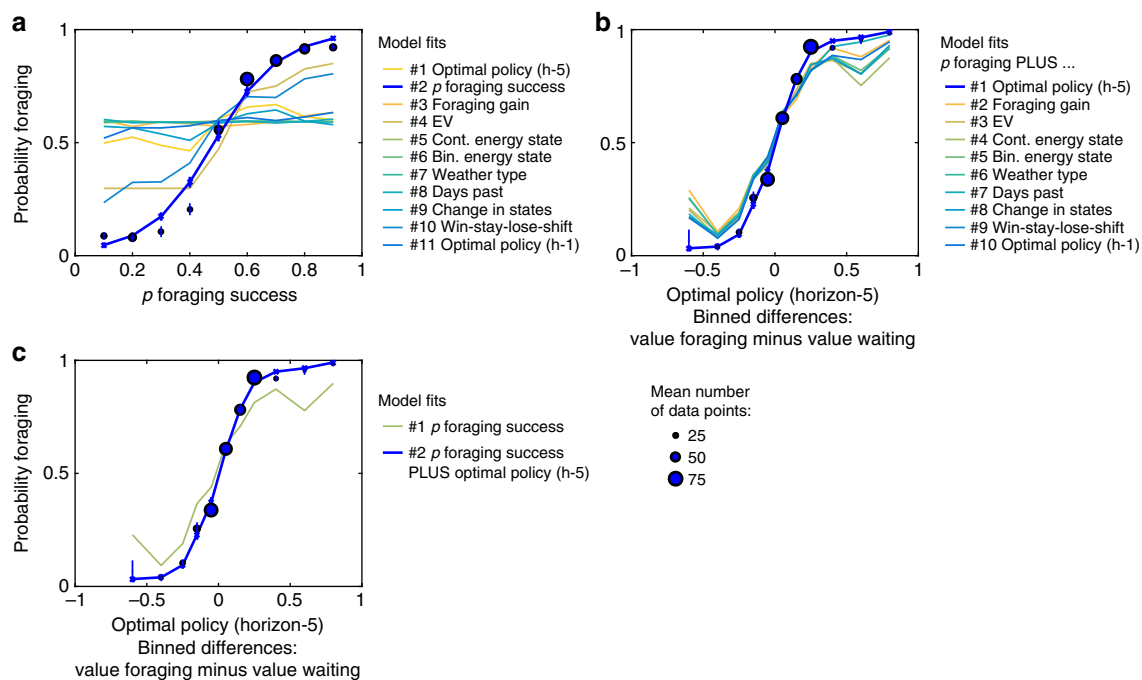 a
1
0.5
0
Probability foraging
0
0.2
0.4
0.6
0.8
1
p foraging success
Model fits
#1 Optimal policy (h-5)
#2 p foraging success
#3 Foraging gain
#4 EV
#5 Cont. energy state
#6 Bin. energy state
#7 Weather type
#8 Days past
#9 Change in states
#10 Win-stay-lose-shift
#11 Optimal policy (h-1)
b
1
0.5
0
Probability foraging
−1
−0.5
0
0.5
1
Optimal policy (horizon-5)
Binned differences:
value foraging minus value waiting
Model fits
p foraging PLUS ...
#1 Optimal policy (h-5)
#2 Foraging gain
#3 EV
#4 Cont. energy state
#5 Bin. energy state
#6 Weather type
#7 Days past
#8 Change in states
#9 Win-stay-lose-shift
#10 Optimal policy (h-1)
c
1
0.5
0
Probability foraging
−1
−0.5
0
0.5
1
Optimal policy (horizon-5)
Binned differences:
value foraging minus value waiting
Model fits
#1 p foraging success
#2 p foraging success
PLUS optimal policy (h-5)
Mean number
of data points:
25
50
75